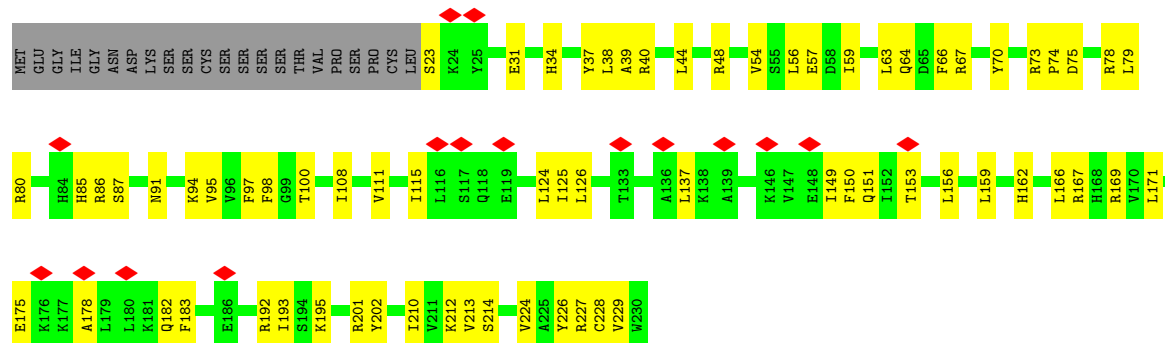 MET GLU GLY ILE GLY ASN ASP LYS SER SER CYS SER SER SER SER THR VAL PRO SER PRO CYS LEU S23 K24 Y25 E31 H34 Y37 L38 A39 R40 L44 R48 V54 S55 L56 E57 D58 I59 L63 Q64 D65 F66 R67 Y70 R73 P74 D75 R78 L79
R80 H84 H85 R86 S87 N91 K94 V95 V96 F97 F98 G99 T100 I108 V111 I115 L116 S117 Q118 E119 L124 I125 L126 T133 A136 L137 K138 A139 K146 V147 E148 I149 F150 Q151 I152 T153 L156 L159 H162 L166 R167 H168 R169 V170 L171
E175 K176 K177 A178 L179 L180 K181 Q182 F183 E186 R192 I193 S194 K195 R201 Y202 I210 V211 K212 V213 S214 V224 A225 Y226 R227 C228 V229 W230